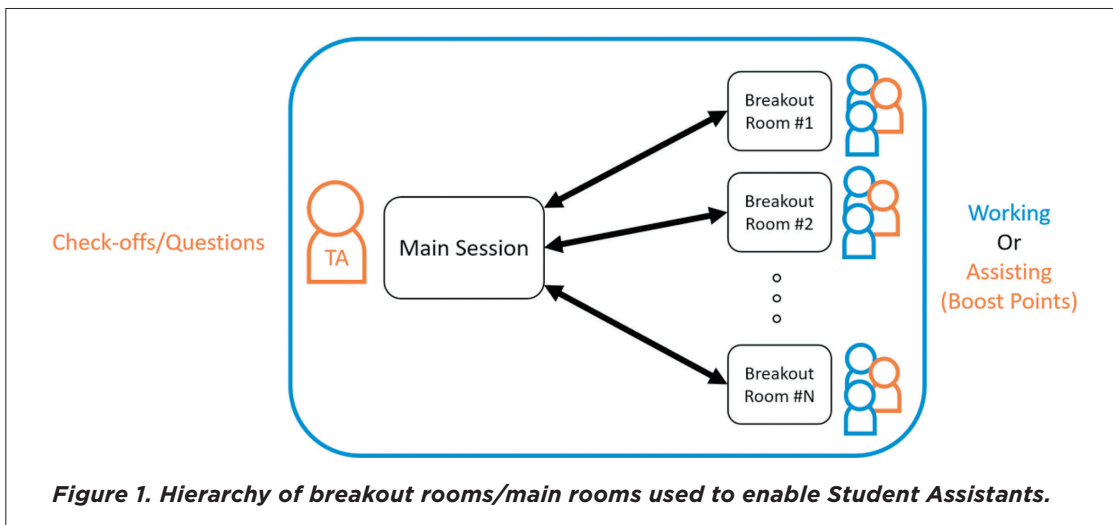 Check-offs/Questions
TA
Main Session
Breakout
Room #1
Breakout
Room #2
Breakout
Room #N
Working
Or
Assisting
(Boost Points)
Figure 1. Hierarchy of breakout rooms/main rooms used to enable Student Assistants.